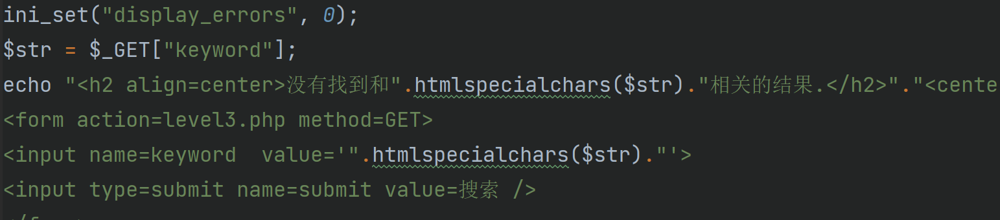 ini_set("display_errors", 0);
$str = $_GET["keyword"];
echo "<h2 align=center>没有找到和".htmlspecialchars($str)."相关的结果.</h2>"."<cente
<form action=level3.php method=GET>
<input name=keyword  value='".htmlspecialchars($str)."'>
<input type=submit name=submit value=搜索 />